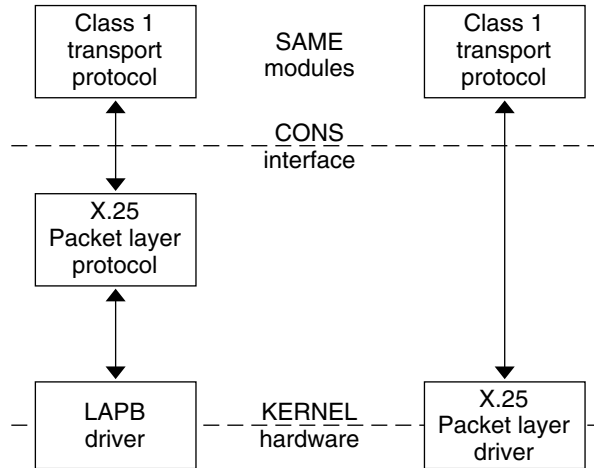 Class 1
transport
protocol
SAME
modules
Class 1
transport
protocol
CONS
interface
X.25
Packet layer
protocol
LAPB
driver
KERNEL
hardware
X.25
Packet layer
driver